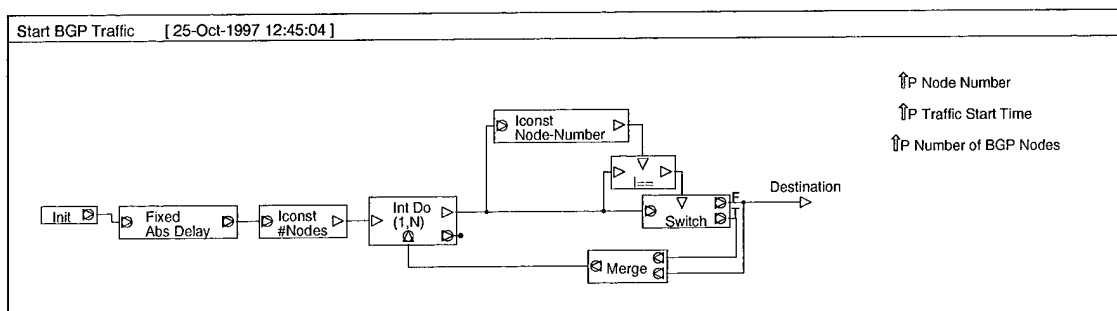 Start BGP Traffic [ 25-Oct-1997 12:45:04 ]
⇑P Node Number
⇑P Traffic Start Time
⇑P Number of BGP Nodes
Iconst
Node-Number
I==
Init
Fixed
Abs Delay
Iconst
#Nodes
Int Do
(1,N)
F
T
Switch
Destination
Merge